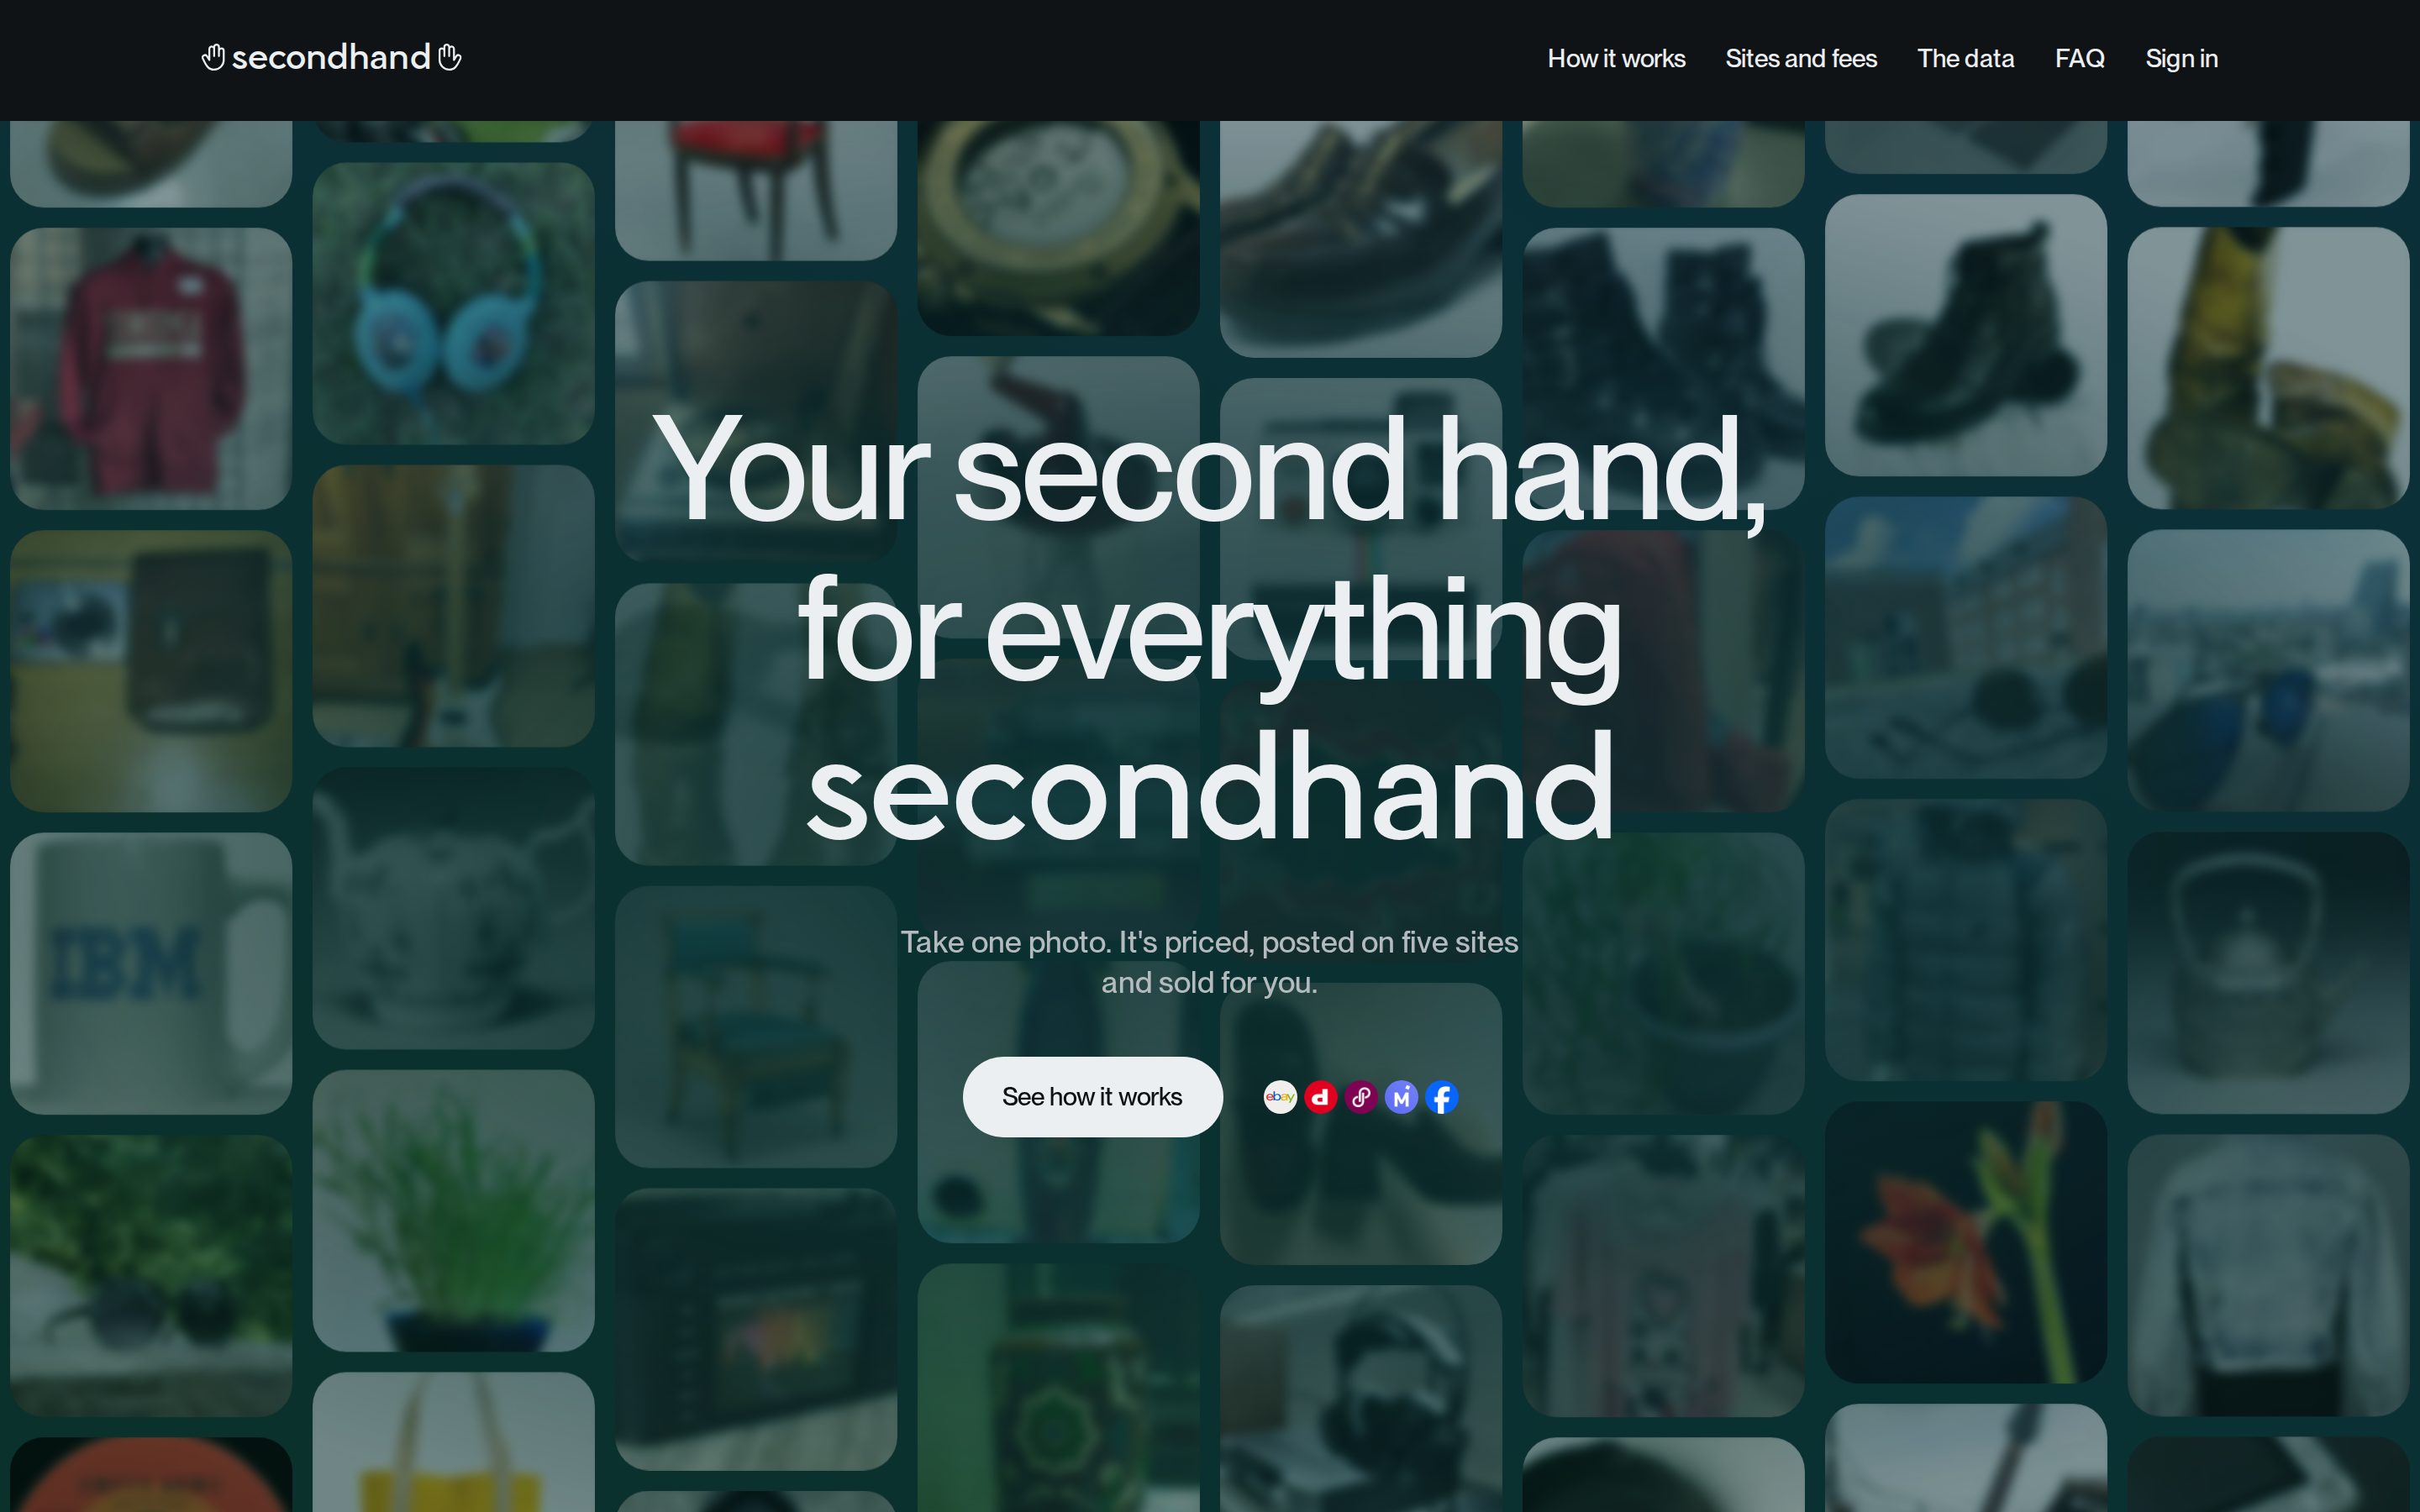 secondhand
How it works
Sites and fees
The data
FAQ
Sign in
Your second hand,
for everything
secondhand
Take one photo. It's priced, posted on five sites
and sold for you.
See how it works
ebay
IBM